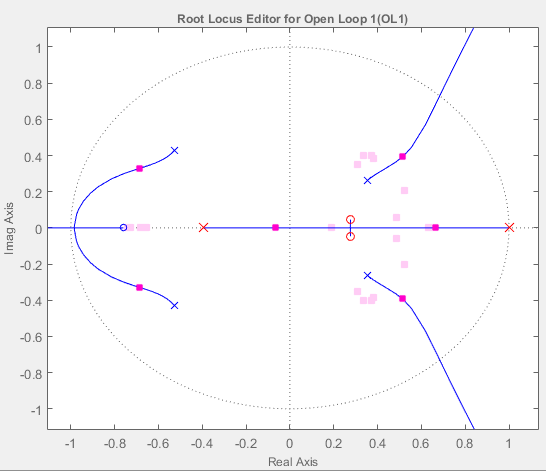 Root Locus Editor for Open Loop 1(OL1)
1
0.8
0.6
0.4
0.2
0
-0.2
-0.4
-0.6
-0.8
-1
Imag Axis
-1 -0.8 -0.6 -0.4 -0.2 0 0.2 0.4 0.6 0.8 1
Real Axis